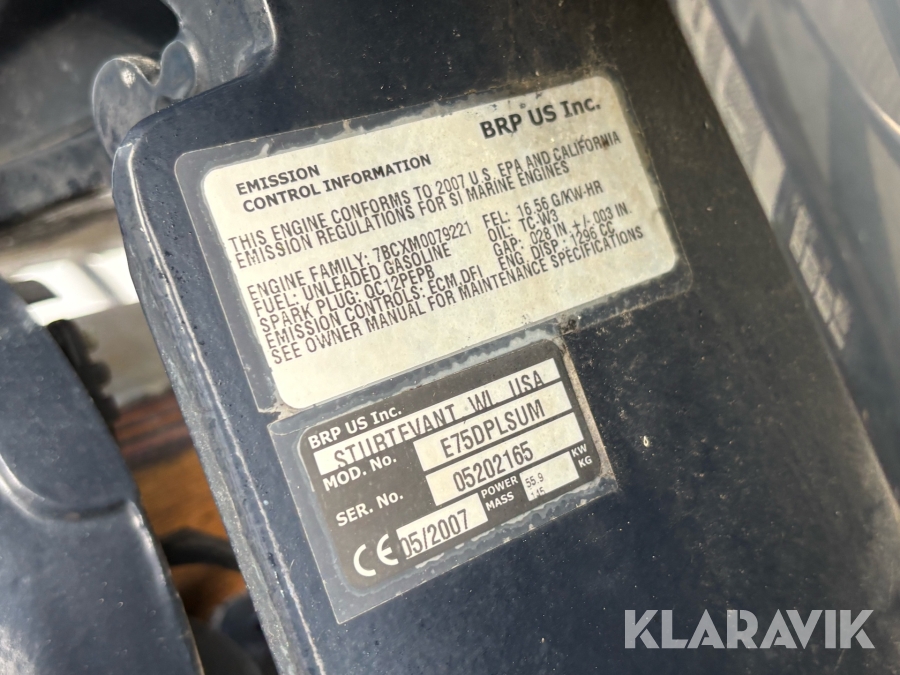 BRP US Inc.
EMISSION
CONTROL INFORMATION
THIS ENGINE CONFORMS TO 2007 U.S. EPA AND CALIFORNIA
EMISSION REGULATIONS FOR SI MARINE ENGINES
ENGINE FAMILY: 7BCXM0079221 FEL: 16.56 G/KW-HR
FUEL: UNLEADED GASOLINE OIL: TC-W3
SPARK PLUG: QC12PEPB GAP: .028 IN. +/-.003 IN.
EMISSION CONTROLS: ECM,DFI ENG. DISP.: 1296 CC
SEE OWNER MANUAL FOR MAINTENANCE SPECIFICATIONS
BRP US Inc.
STURTEVANT, WI, USA
MOD. No. E75DPLSUM
SER. No. 05202165
CE 05/2007 POWER 55.9 KW
MASS 145 KG
KLARAVIK